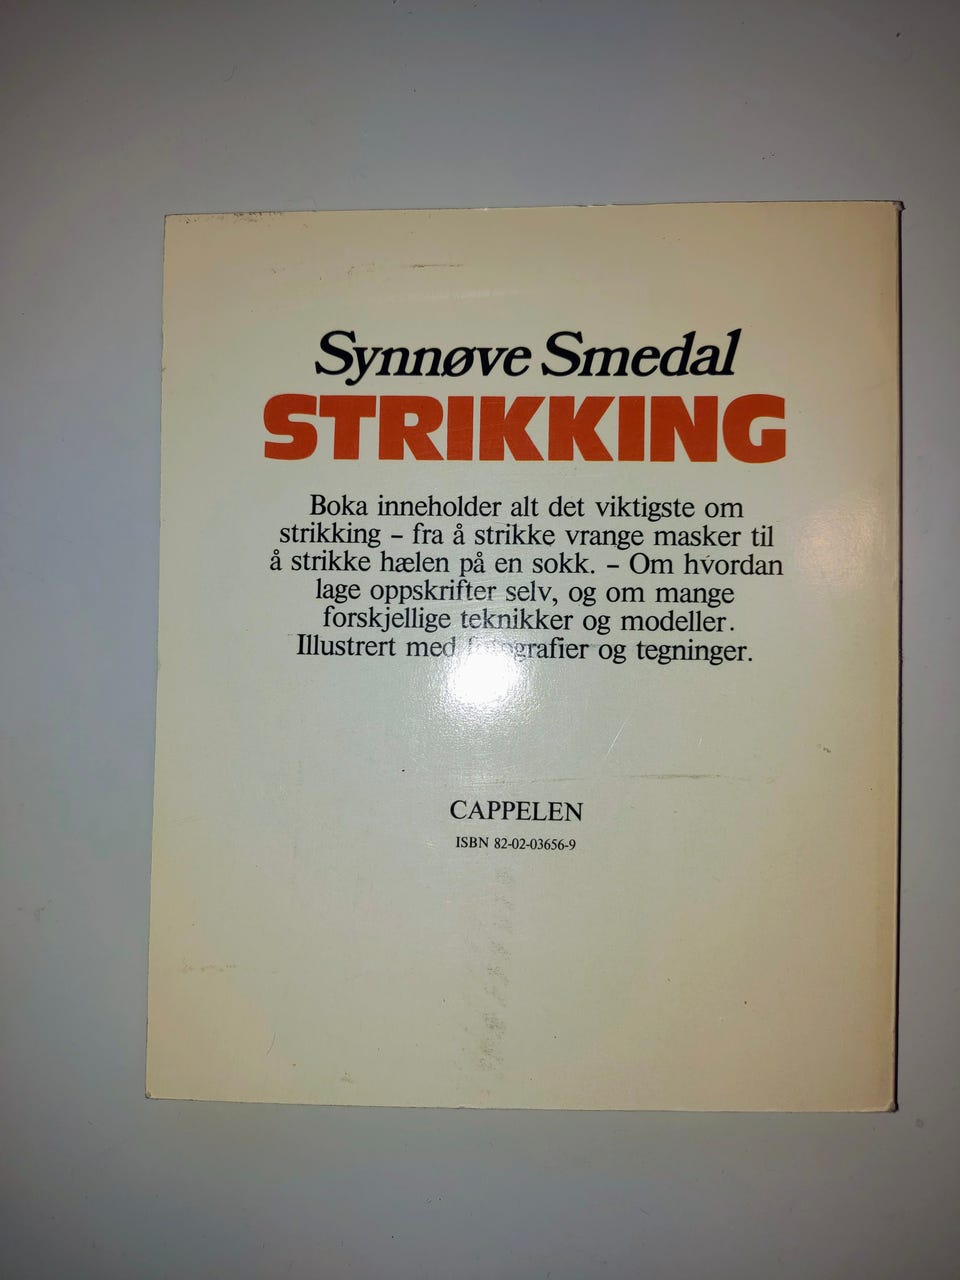 Synnøve Smedal
STRIKKING
Boka inneholder alt det viktigste om
strikking – fra å strikke vrange masker til
å strikke hælen på en sokk. – Om hvordan
lage oppskrifter selv, og om mange
forskjellige teknikker og modeller.
Illustrert med fotografier og tegninger.
CAPPELEN
ISBN 82-02-03656-9